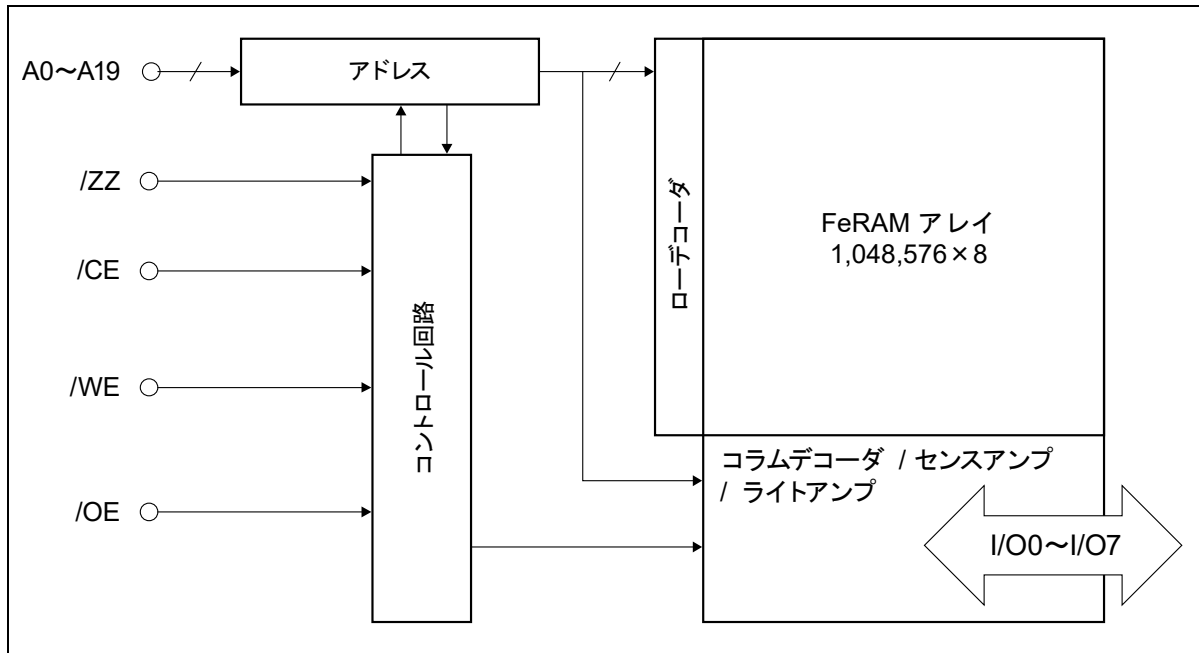 A0～A19
アドレス
/ZZ
/CE
/WE
/OE
コントロール回路
ローデコーダ
FeRAM アレイ
1,048,576×8
コラムデコーダ / センスアンプ
/ ライトアンプ
I/O0～I/O7